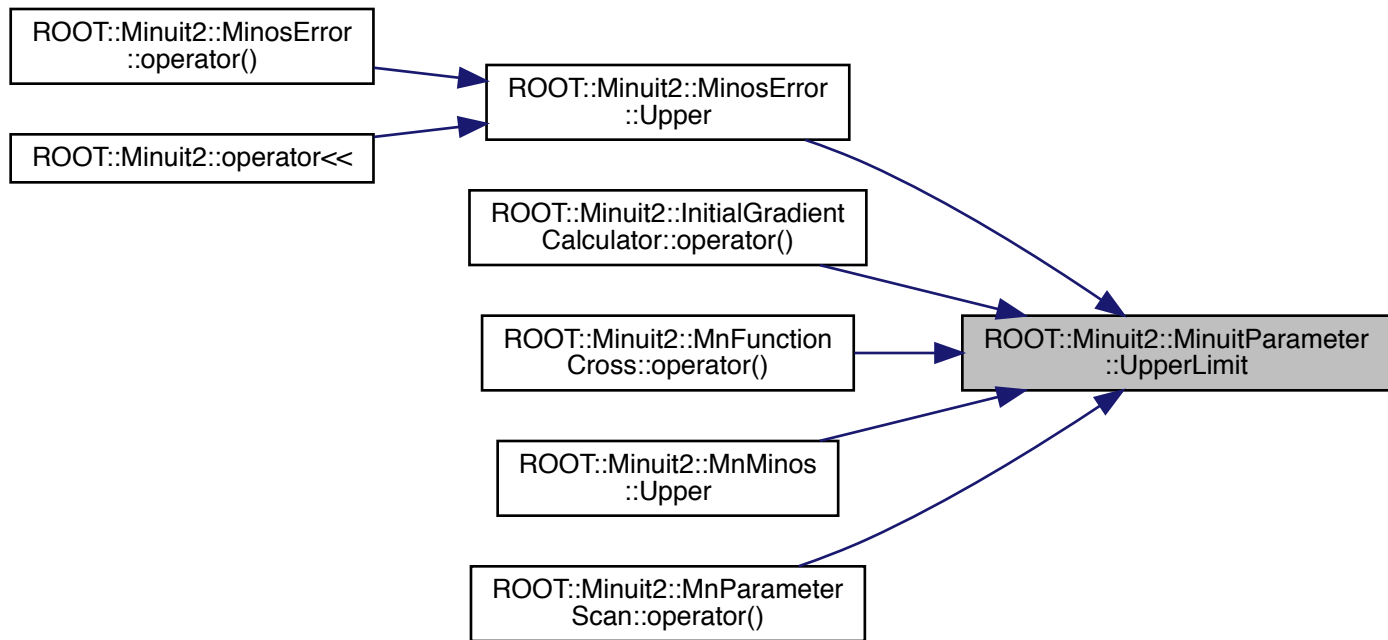 ROOT::Minuit2::MinosError
::operator()
ROOT::Minuit2::operator<<
ROOT::Minuit2::MinosError
::Upper
ROOT::Minuit2::InitialGradient
Calculator::operator()
ROOT::Minuit2::MnFunction
Cross::operator()
ROOT::Minuit2::MnMinos
::Upper
ROOT::Minuit2::MnParameter
Scan::operator()
ROOT::Minuit2::MinuitParameter
::UpperLimit